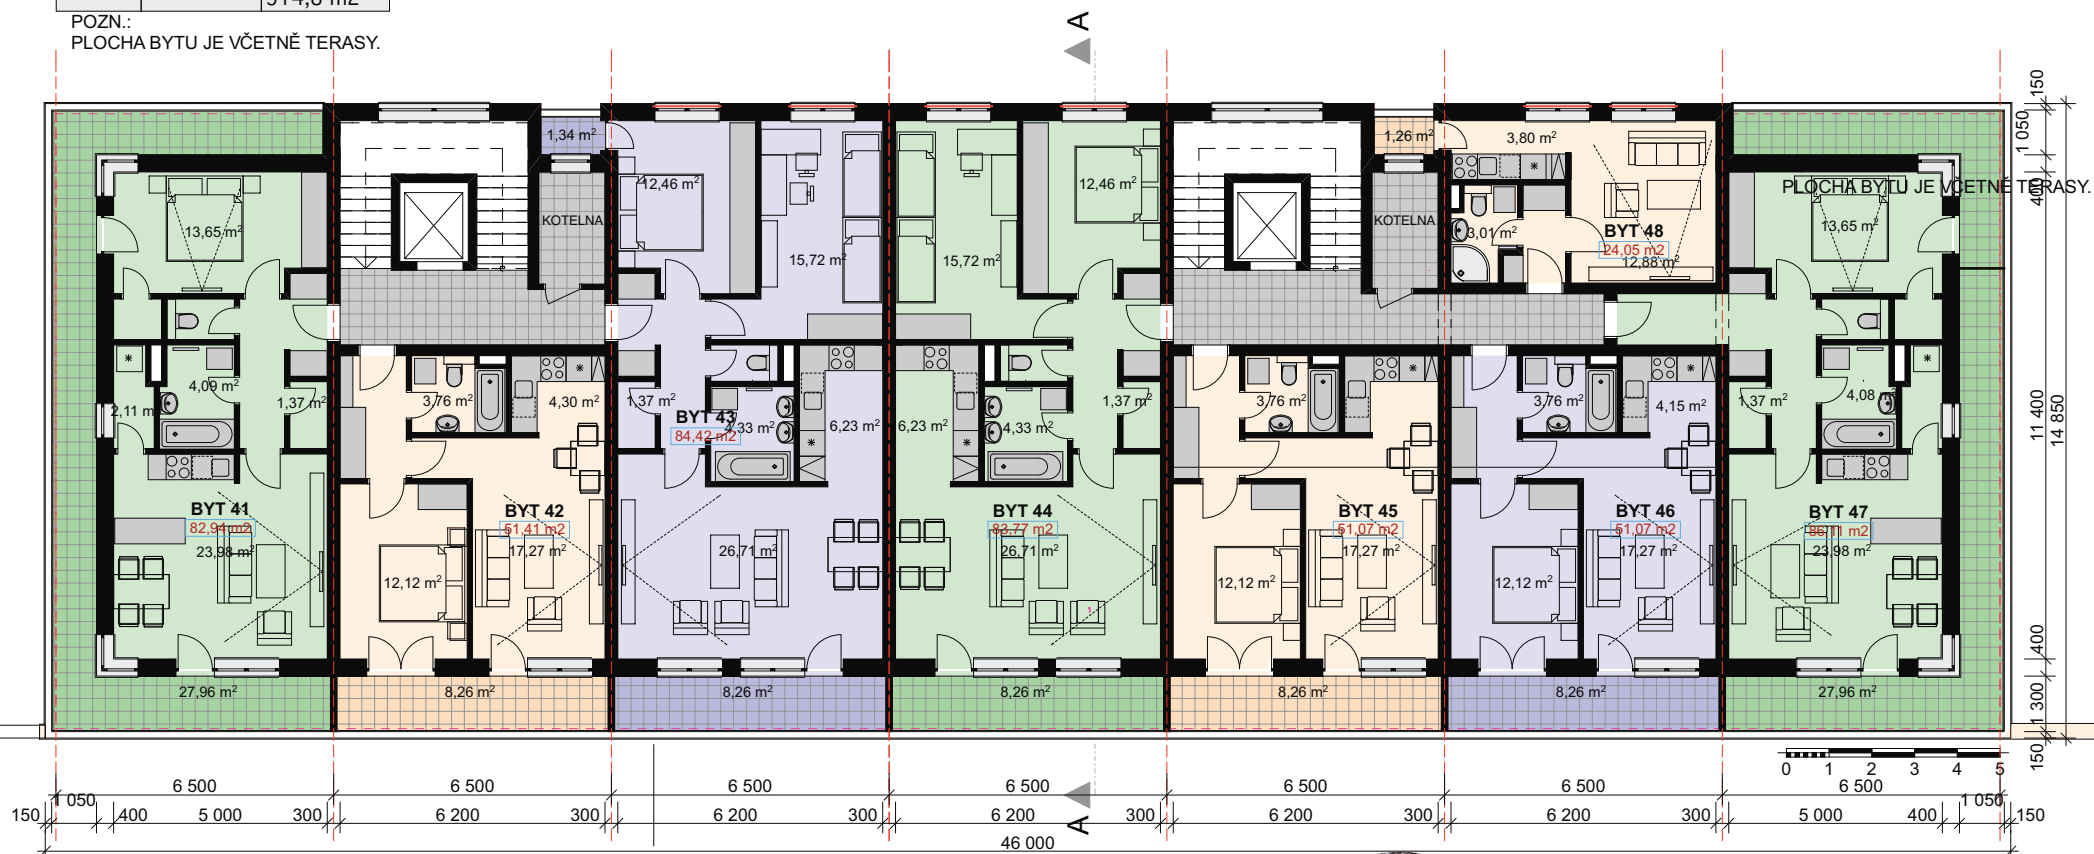 514,8 m2
POZN.:
PLOCHA BYTU JE VČETNĚ TERASY.
A
150
1 050
400
1,34 m²
1,26 m²
3,80 m²
12,46 m²
12,46 m²
PLOCHA BYTU JE VČETNĚ TERASY.
KOTELNA
KOTELNA
13,65 m²
3,01 m²
BYT 48
24,05 m2
12,88 m²
13,65 m²
15,72 m²
15,72 m²
4,09 m²
1,37 m²
2,11 m
3,76 m²
4,30 m²
1,37 m²
BYT 43
84,42 m2
4,33 m²
6,23 m²
6,23 m²
4,33 m²
1,37 m²
3,76 m²
3,76 m²
4,15 m²
1,37 m²
4,08 m²
11 400
14 850
BYT 41
82,94 m2
23,98 m²
BYT 42
51,41 m2
17,27 m²
26,71 m²
BYT 44
83,77 m2
26,71 m²
BYT 45
51,07 m2
17,27 m²
BYT 46
51,07 m2
17,27 m²
BYT 47
86,11 m2
23,98 m²
12,12 m²
12,12 m²
12,12 m²
400
27,96 m²
8,26 m²
8,26 m²
8,26 m²
8,26 m²
8,26 m²
27,96 m²
1 300
150
0 1 2 3 4 5
6 500 6 500 6 500 6 500 6 500 6 500 6 500
1 050 1 050
150 400 5 000 300 6 200 300 6 200 300 6 200 300 6 200 300 6 200 300 5 000 400 150
A
46 000